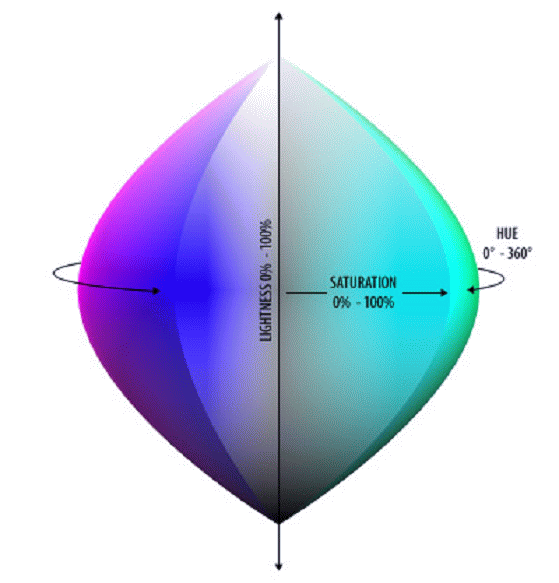 HUE
0° - 360°
SATURATION
0% - 100%
LIGHTNESS 0% - 100%